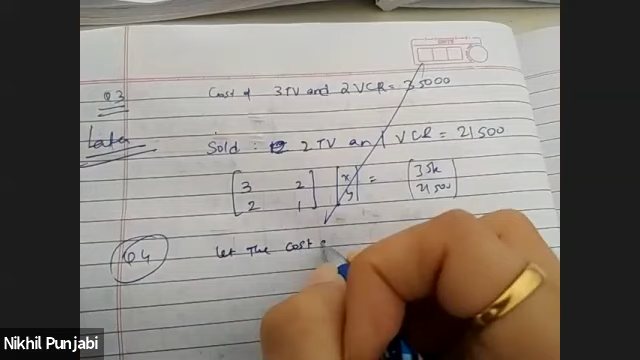 Q3
Cost of 3 TV and 2 VCR = 35000
Later
Sold : 2 TV and 1 VCR = 21500
[3 2] [x] = (35k)
[2 1] [y] (21500)
Q4
Let The cost
Nikhil Punjabi